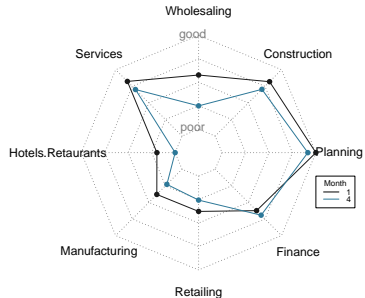 Wholesaling
good
Services
Construction
poor
Hotels.Retaurants
Planning
Month
1
4
Manufacturing
Finance
Retailing